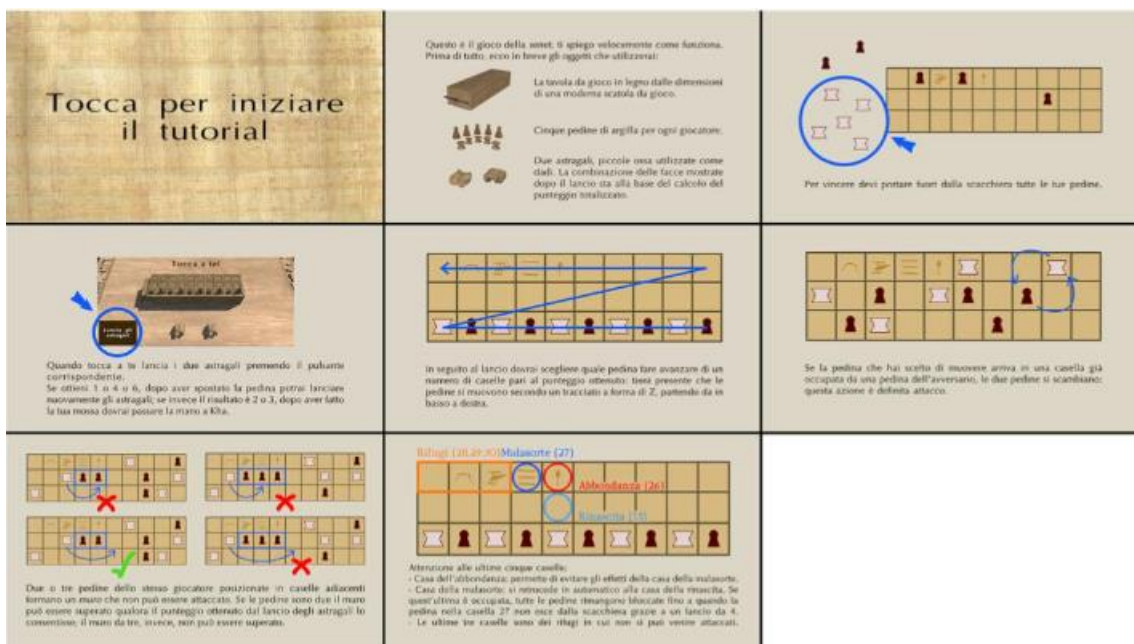 Tocca per iniziare
il tutorial
Questo è il gioco della senet: ti spiego velocemente come funziona.
Prima di tutto, ecco in breve gli oggetti che utilizzerai:
La tavola da gioco in legno dalle dimensioni
di una moderna scatola da gioco.
Cinque pedine di argilla per ogni giocatore.
Due astragali, piccole ossa utilizzate come
dadi. La combinazione delle facce mostrate
dopo il lancio sta alla base del calcolo del
punteggio totalizzato.
Per vincere devi portare fuori dalla scacchiera tutte le tue pedine.
Tocca a te!
Lancia gli
astragali
Quando tocca a te lancia i due astragali premendo il pulsante
corrispondente.
Se ottieni 1 o 4 o 6, dopo aver spostato la pedina potrai lanciare
nuovamente gli astragali; se invece il risultato è 2 o 3, dopo aver fatto
la tua mossa dovrai passare la mano a Kha.
In seguito al lancio dovrai scegliere quale pedina fare avanzare di un
numero di caselle pari al punteggio ottenuto: tieni presente che le
pedine si muovono secondo un tracciato a forma di Z, partendo da in
basso a destra.
Se la pedina che hai scelto di muovere arriva in una casella già
occupata da una pedina dell'avversario, le due pedine si scambiano:
questa azione è definita attacco.
Due o tre pedine dello stesso giocatore posizionate in caselle adiacenti
formano un muro che non può essere attaccato. Se le pedine sono due il muro
può essere superato qualora il punteggio ottenuto dal lancio degli astragali lo
consentisse; il muro da tre, invece, non può essere superato.
Rifugi (28,29,30) Malasorte (27)
Abbondanza (26)
Rinascita (15)
Attenzione alle ultime cinque caselle:
- Casa dell'abbondanza: permette di evitare gli effetti della casa della malasorte.
- Casa della malasorte: si retrocede in automatico alla casa della rinascita. Se
quest'ultima è occupata, tutte le pedine rimangono bloccate fino a quando la
pedina nella casella 27 non esce dalla scacchiera grazie a un lancio da 4.
- Le ultime tre caselle sono dei rifugi in cui non si può venire attaccati.